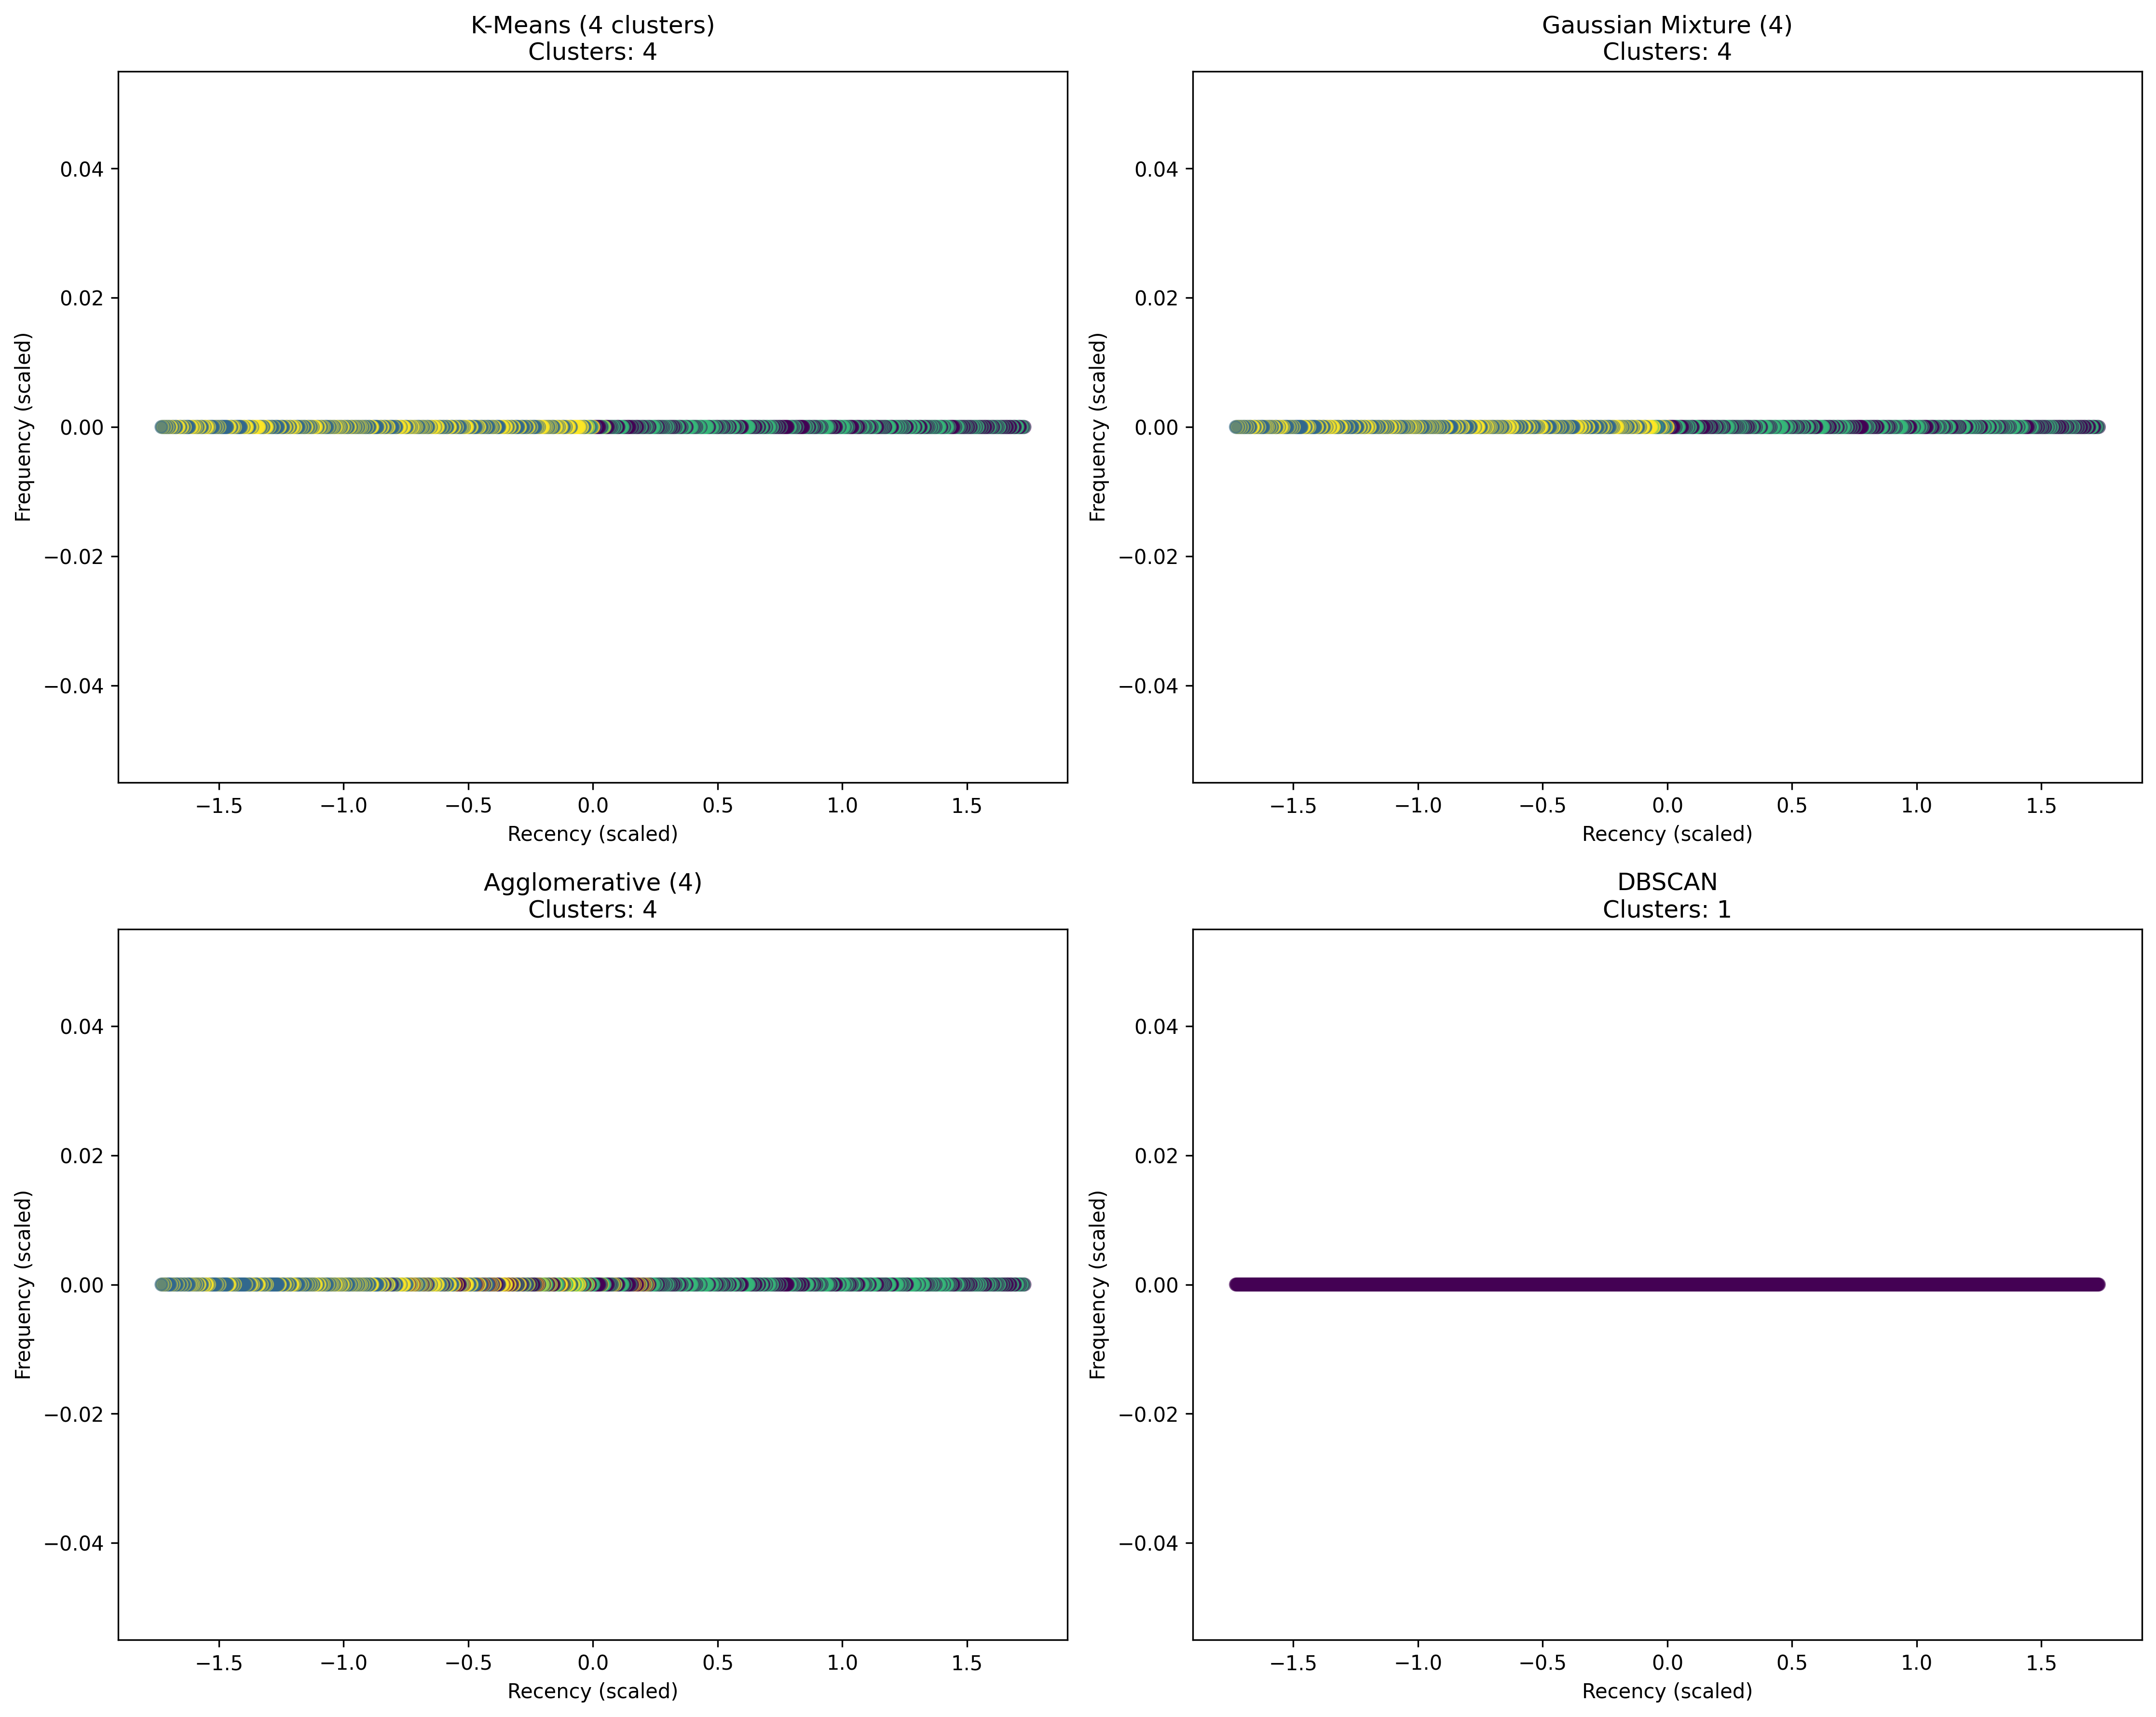 K-Means (4 clusters)
Clusters: 4
0.04
0.02
0.00
−0.02
−0.04
Frequency (scaled)
−1.5 −1.0 −0.5 0.0 0.5 1.0 1.5
Recency (scaled)
Gaussian Mixture (4)
Clusters: 4
0.04
0.02
0.00
−0.02
−0.04
Frequency (scaled)
−1.5 −1.0 −0.5 0.0 0.5 1.0 1.5
Recency (scaled)
Agglomerative (4)
Clusters: 4
0.04
0.02
0.00
−0.02
−0.04
Frequency (scaled)
−1.5 −1.0 −0.5 0.0 0.5 1.0 1.5
Recency (scaled)
DBSCAN
Clusters: 1
0.04
0.02
0.00
−0.02
−0.04
Frequency (scaled)
−1.5 −1.0 −0.5 0.0 0.5 1.0 1.5
Recency (scaled)